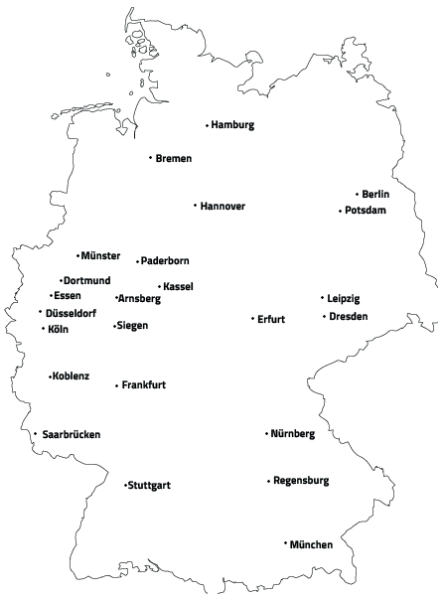 Hamburg
Bremen
Berlin
Hannover
Potsdam
Münster
Paderborn
Dortmund
Kassel
Essen
Arnsberg
Leipzig
Düsseldorf
Dresden
Erfurt
Köln
Siegen
Koblenz
Frankfurt
Saarbrücken
Nürnberg
Stuttgart
Regensburg
München